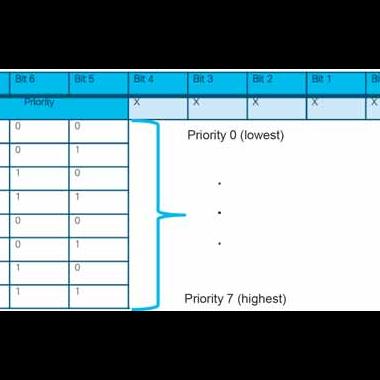 Bit 6 Bit 5 Bit 4 Bit 3 Bit 2 Bit 1
Priority X X X X X
0 0
0 1
1 0
1 1
0 0
0 1
1 0
1 1
Priority 0 (lowest)
.
.
.
Priority 7 (highest)